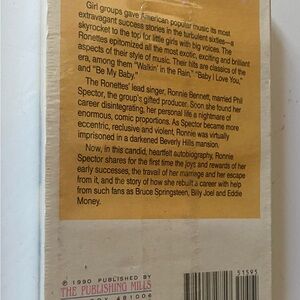 Girl groups gave American popular music its most
extravagant success stories in the turbulent sixties—a
skyrocket to the top for little girls with big voices. The
Ronettes epitomized all the most exotic, exciting and brilliant
aspects of their style of music. Their hits are classics of the
era, among them "Walkin' in the Rain," "Baby I Love You,"
and "Be My Baby."
The Ronettes' lead singer, Ronnie Bennett, married Phil
Spector, the group's gifted producer. Soon she found her
career disintegrating, her personal life a nightmare of
enormous, comic proportions. As Spector became more
eccentric, reclusive and violent, Ronnie was virtually
imprisoned in a darkened Beverly Hills mansion.
Now, in this candid, heartfelt autobiography, Ronnie
Spector shares for the first time the joys and rewards of her
early successes, the travail of her marriage and her escape
from it, and the story of how she rebuilt a career with help
from such fans as Bruce Springsteen, Billy Joel and Eddie
Money.
© 1990 PUBLISHED BY
THE PUBLISHING MILLS
BOX 481006
51595